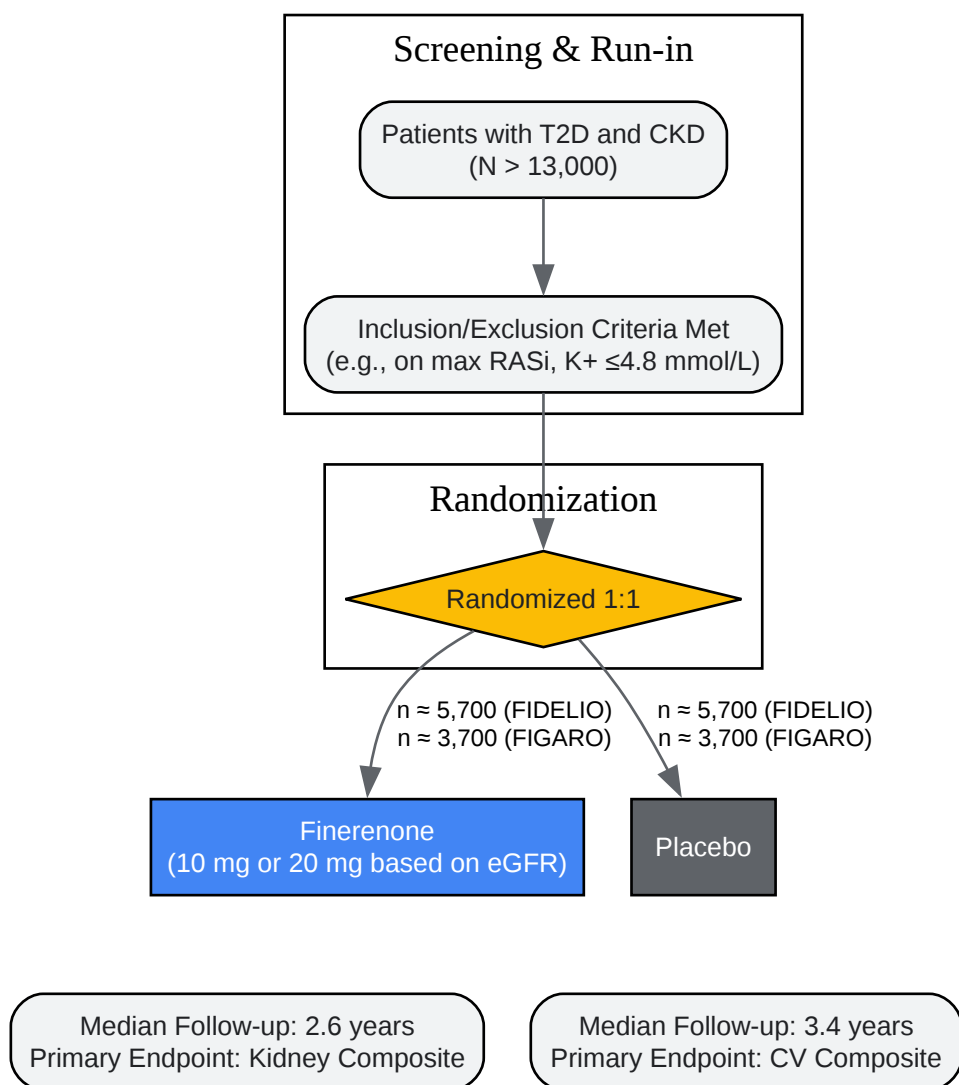 Screening & Run-in
Patients with T2D and CKD
(N > 13,000)
Inclusion/Exclusion Criteria Met
(e.g., on max RASi, K+ ≤4.8 mmol/L)
Randomization
Randomized 1:1
n ≈ 5,700 (FIDELIO)
n ≈ 3,700 (FIGARO)
n ≈ 5,700 (FIDELIO)
n ≈ 3,700 (FIGARO)
Finerenone
(10 mg or 20 mg based on eGFR)
Placebo
Median Follow-up: 2.6 years
Primary Endpoint: Kidney Composite
Median Follow-up: 3.4 years
Primary Endpoint: CV Composite